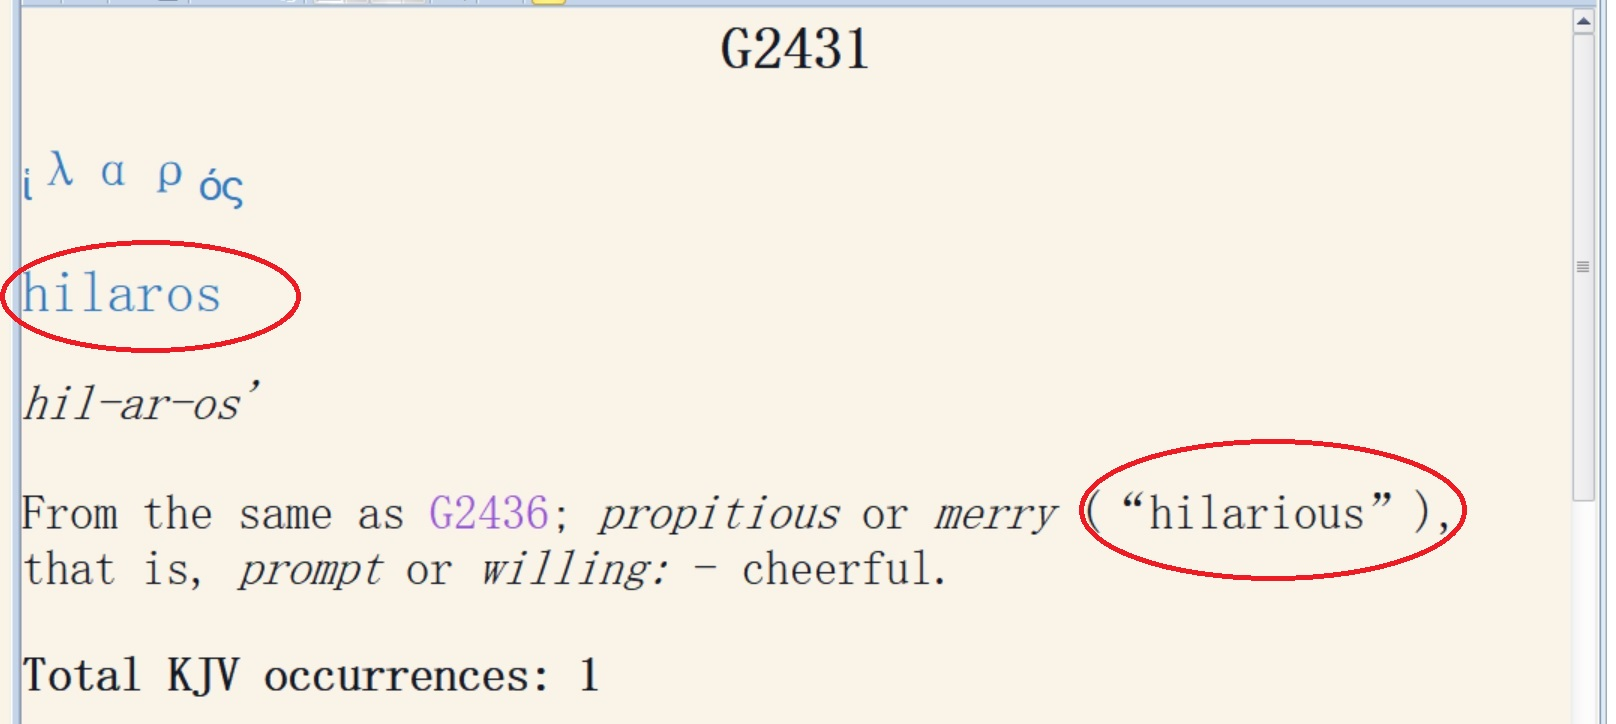 G2431
ἱλαρός
hilaros
hil-ar-os’
From the same as G2436; propitious or merry (“hilarious”),
that is, prompt or willing: - cheerful.
Total KJV occurrences: 1